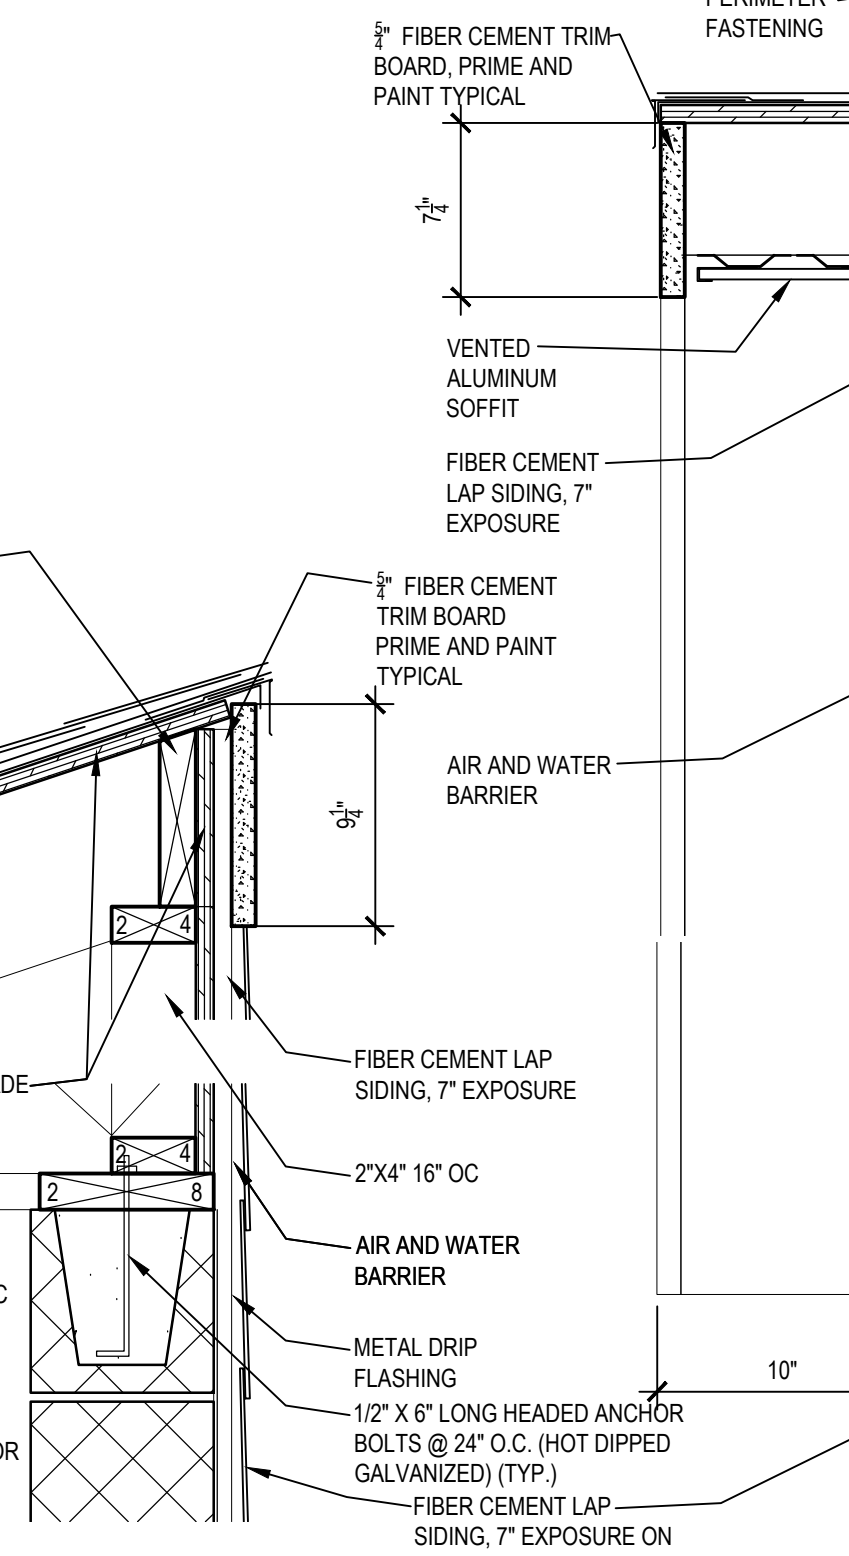 PERIMETER
FASTENING
5/4" FIBER CEMENT TRIM
BOARD, PRIME AND
PAINT TYPICAL
7 1/4"
VENTED
ALUMINUM
SOFFIT
FIBER CEMENT
LAP SIDING, 7"
EXPOSURE
5/4" FIBER CEMENT
TRIM BOARD
PRIME AND PAINT
TYPICAL
9 1/4"
AIR AND WATER
BARRIER
2 4
FIBER CEMENT LAP
SIDING, 7" EXPOSURE
ADE
2 4
2"X4" 16" OC
2 8
AIR AND WATER
BARRIER
C
METAL DRIP
FLASHING
10"
1/2" X 6" LONG HEADED ANCHOR
BOLTS @ 24" O.C. (HOT DIPPED
GALVANIZED) (TYP.)
OR
FIBER CEMENT LAP
SIDING, 7" EXPOSURE ON